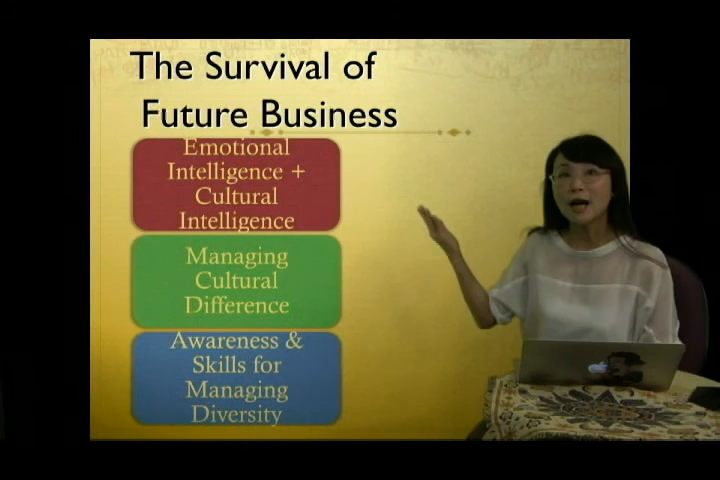 The Survival of
Future Business
Emotional
Intelligence +
Cultural
Intelligence
Managing
Cultural
Difference
Awareness &
Skills for
Managing
Diversity